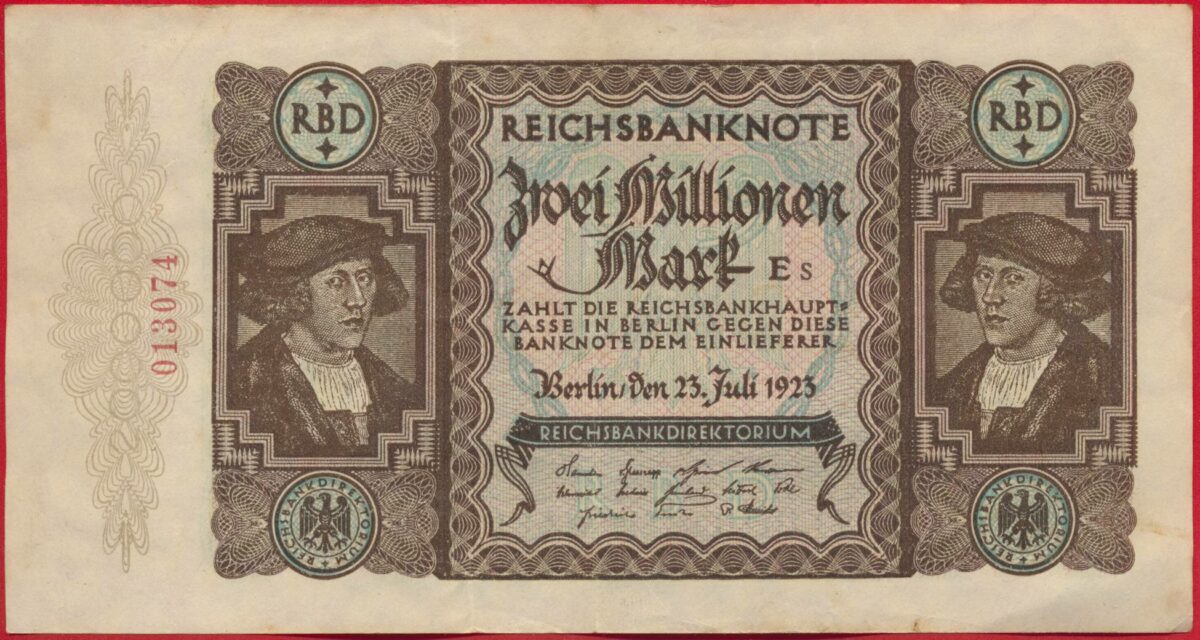 RBD
REICHSBANKNOTE
RBD
Zwei Millionen
Mark Es
ZAHLT DIE REICHSBANKHAUPT=
KASSE IN BERLIN GEGEN DIESE
BANKNOTE DEM EINLIEFERER
Berlin, den 23. Juli 1923
REICHSBANKDIREKTORIUM
013074
REICHSBANKDIREKTORIUM
REICHSBANKDIREKTORIUM